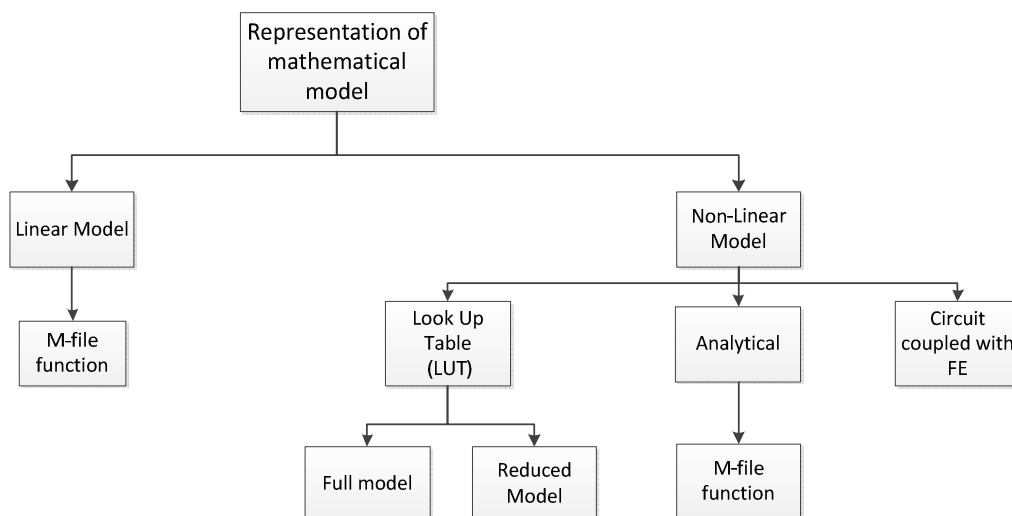 Representation of
mathematical
model
Linear Model
Non-Linear
Model
M-file
function
Look Up
Table
(LUT)
Analytical
Circuit
coupled with
FE
Full model
Reduced
Model
M-file
function